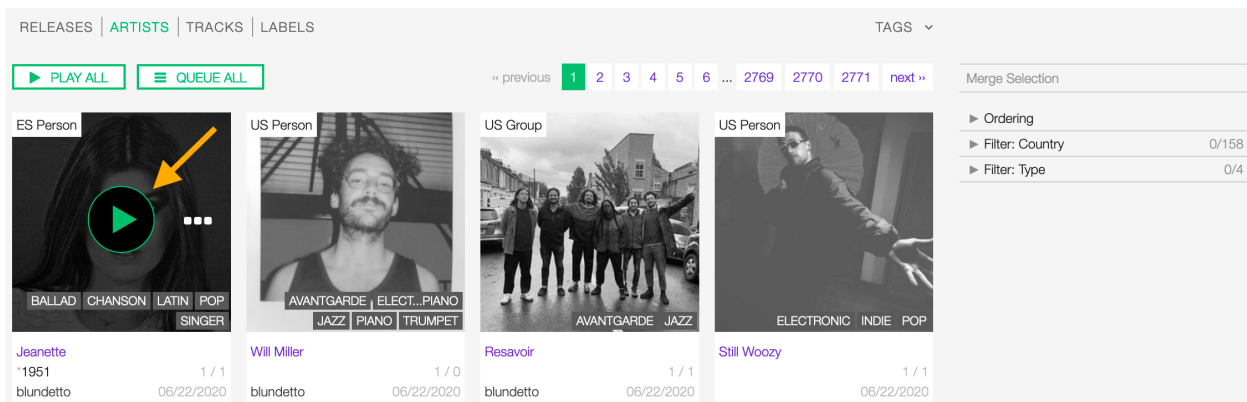 RELEASES ARTISTS TRACKS LABELS TAGS
PLAY ALL QUEUE ALL ‹‹ previous 1 2 3 4 5 6 ... 2769 2770 2771 next ›› Merge Selection
Ordering
Filter: Country 0/158
Filter: Type 0/4
ES Person
BALLAD CHANSON LATIN POP
SINGER
Jeanette
*1951 1 / 1
blundetto 06/22/2020
US Person
AVANTGARDE ELECT...PIANO
JAZZ PIANO TRUMPET
Will Miller
1 / 0
blundetto 06/22/2020
US Group
AVANTGARDE JAZZ
Resavoir
1 / 1
blundetto 06/22/2020
US Person
ELECTRONIC INDIE POP
Still Woozy
1 / 1
06/22/2020